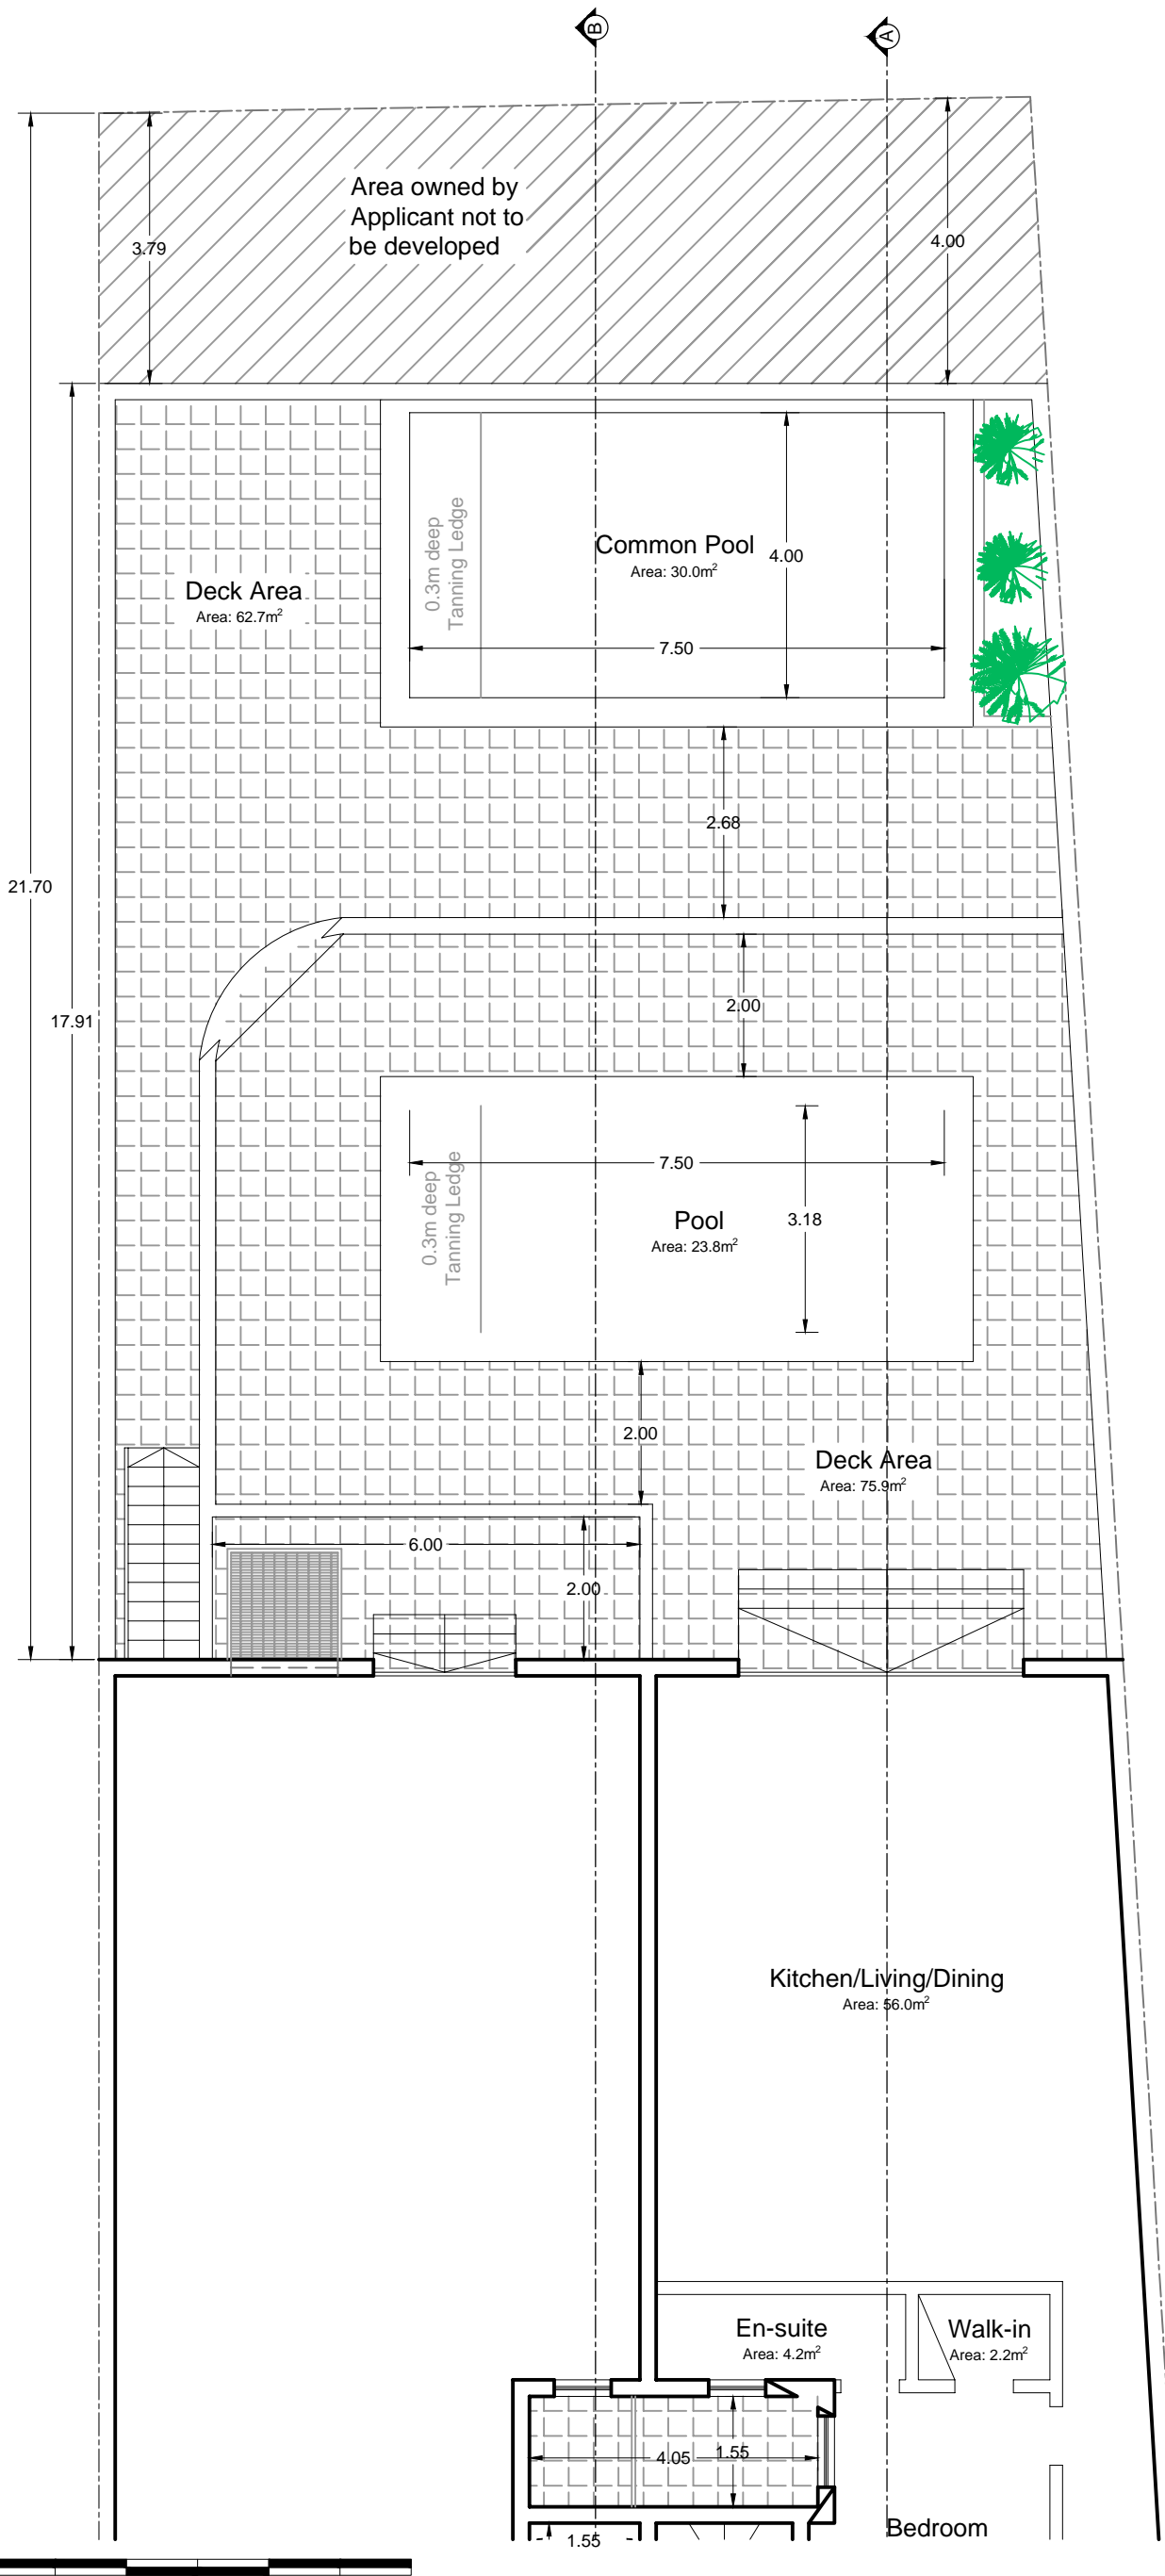 B
A
Area owned by
Applicant not to
be developed
3.79
4.00
0.3m deep
Tanning Ledge
Common Pool
Area: 30.0m²
4.00
Deck Area
Area: 62.7m²
7.50
2.68
21.70
2.00
17.91
7.50
0.3m deep
Tanning Ledge
Pool
Area: 23.8m²
3.18
2.00
Deck Area
Area: 75.9m²
6.00
2.00
Kitchen/Living/Dining
Area: 56.0m²
En-suite
Area: 4.2m²
Walk-in
Area: 2.2m²
4.05
1.55
Bedroom
1.55